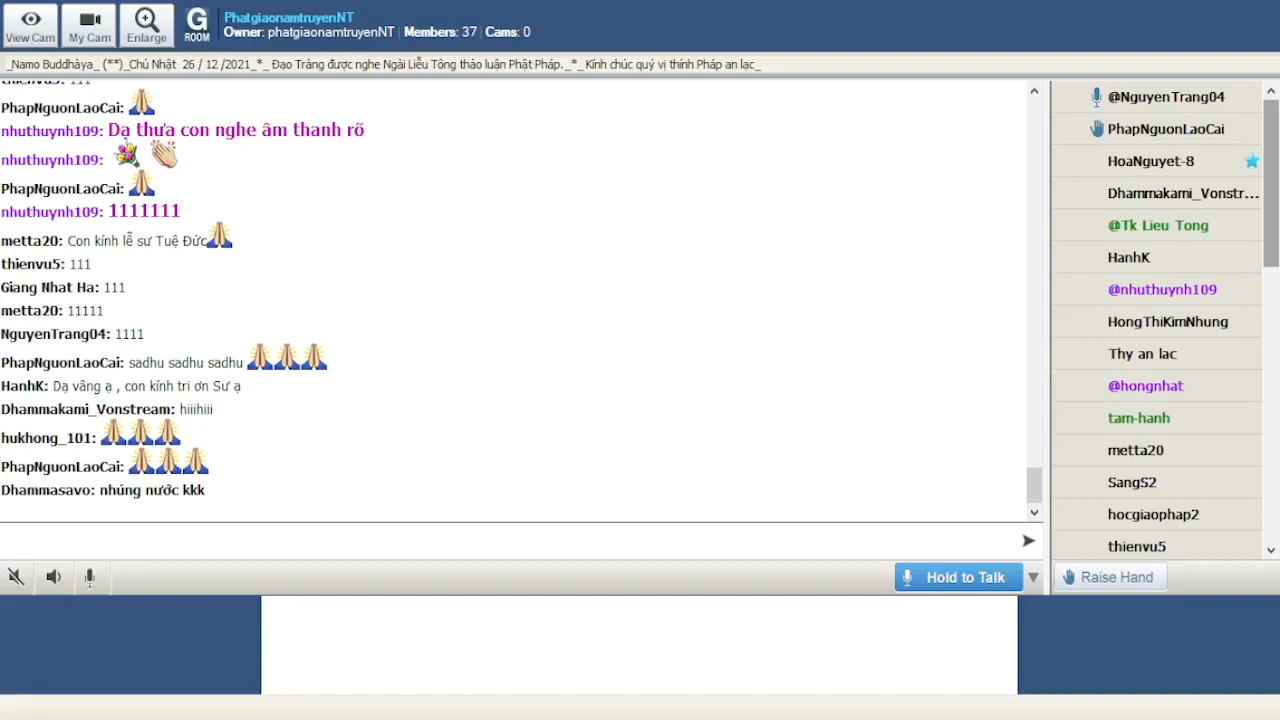 View Cam
My Cam
Enlarge
G
ROOM
PhatgiaonamtruyenNT
Owner: phatgiaonamtruyenNT | Members: 37 | Cams: 0
_Namo Buddhàya_ (**)_Chủ Nhật 26 / 12 /2021_*_ Đạo Tràng được nghe Ngài Liễu Tông thảo luận Phật Pháp._*_Kính chúc quý vị thính Pháp an lạc_
thienvu5: 111
PhapNguonLaoCai:
nhuthuynh109: Dạ thưa con nghe âm thanh rõ
nhuthuynh109:
PhapNguonLaoCai:
nhuthuynh109: 1111111
metta20: Con kính lễ sư Tuệ Đức
thienvu5: 111
Giang Nhat Ha: 111
metta20: 11111
NguyenTrang04: 1111
PhapNguonLaoCai: sadhu sadhu sadhu
HanhK: Dạ vâng ạ , con kính tri ơn Sư ạ
Dhammakami_Vonstream: hiiihiii
hukhong_101:
PhapNguonLaoCai:
Dhammasavo: nhúng nước kkk
Hold to Talk
@NguyenTrang04
PhapNguonLaoCai
HoaNguyet-8
Dhammakami_Vonstr...
@Tk Lieu Tong
HanhK
@nhuthuynh109
HongThiKimNhung
Thy an lac
@hongnhat
tam-hanh
metta20
SangS2
hocgiaophap2
thienvu5
Raise Hand